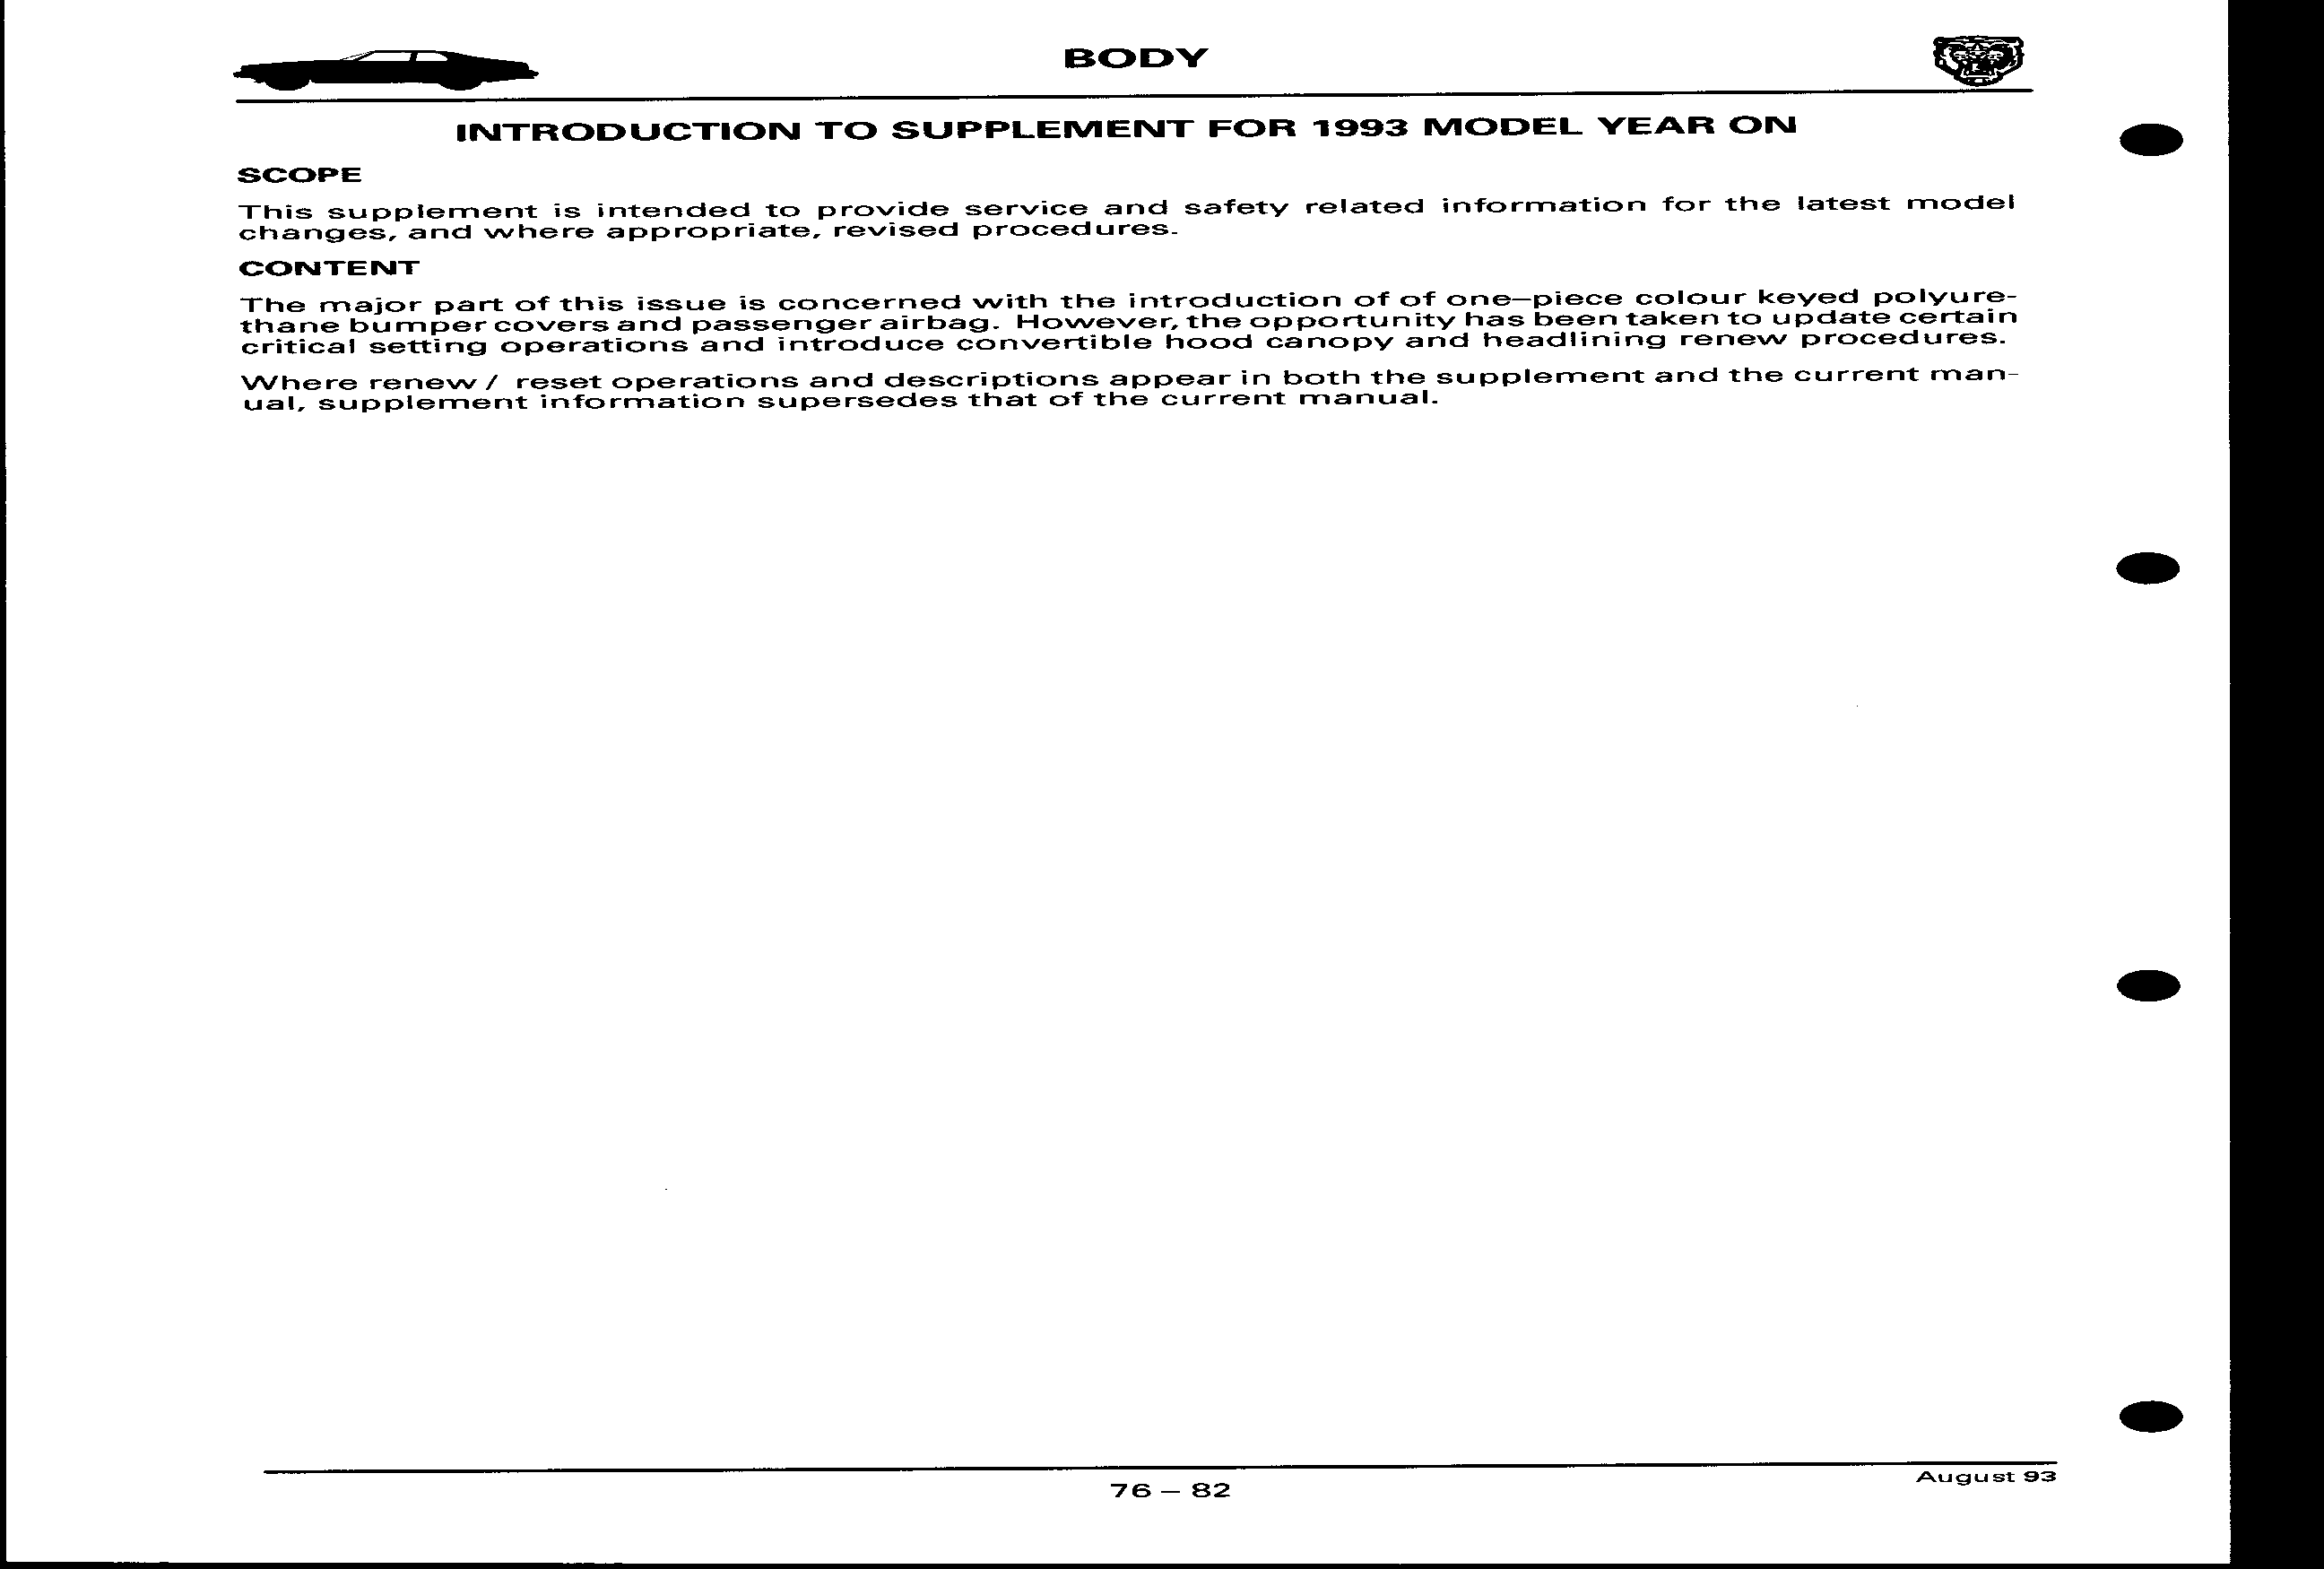 BODY
INTRODUCTION TO SUPPLEMENT FOR 1993 MODEL YEAR ON
SCOPE
This supplement is intended to provide service and safety related information for the latest model
changes, and where appropriate, revised procedures.
CONTENT
The major part of this issue is concerned with the introduction of of one–piece colour keyed polyure-
thane bumper covers and passenger airbag. However, the opportunity has been taken to update certain
critical setting operations and introduce convertible hood canopy and headlining renew procedures.
Where renew / reset operations and descriptions appear in both the supplement and the current man-
ual, supplement information supersedes that of the current manual.
76 – 82
August 93